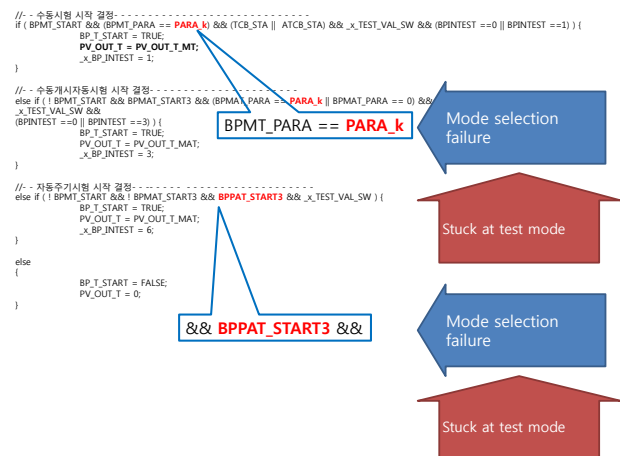 //- - 수동시험 시작 결정- - - - - - - - - - - - - - - - - - - - - - - -
if ( BPMT_START && (BPMT_PARA == PARA_k) && (TCB_STA || ATCB_STA) && _x_TEST_VAL_SW && (BPINTEST ==0 || BPINTEST ==1) ) {
BP_T_START = TRUE;
PV_OUT_T = PV_OUT_T_MT;
_x_BP_INTEST = 1;
}
//- - 수동개시자동시험 시작 결정- - - - - - - - - - - - - - - - - - -
else if ( ! BPMT_START && BPMAT_START3 && (BPMAT_PARA == PARA_k || BPMAT_PARA == 0) &&
_x_TEST_VAL_SW &&
(BPINTEST ==0 || BPINTEST ==3) ) {
BP_T_START = TRUE;
PV_OUT_T = PV_OUT_T_MAT;
_x_BP_INTEST = 3;
}
BPMT_PARA == PARA_k
Mode selection
failure
//- - 자동주기시험 시작 결정- - - - - - - - - - - - - - - - - - - - -
else if ( ! BPMT_START && ! BPMAT_START3 && BPPAT_START3 && _x_TEST_VAL_SW ) {
BP_T_START = TRUE;
PV_OUT_T = PV_OUT_T_MAT;
_x_BP_INTEST = 6;
}
Stuck at test mode
else
{
BP_T_START = FALSE;
PV_OUT_T = 0;
}
&& BPPAT_START3 &&
Mode selection
failure
Stuck at test mode